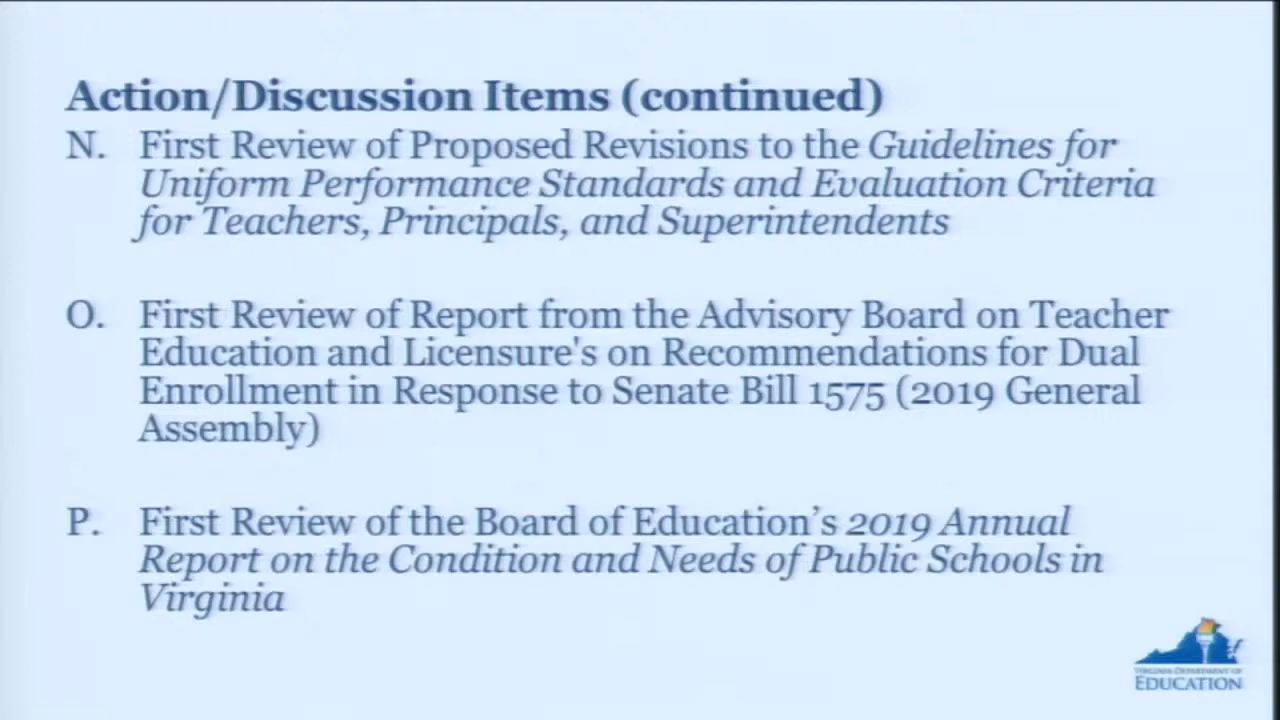 Action/Discussion Items (continued)
N. First Review of Proposed Revisions to the Guidelines for
Uniform Performance Standards and Evaluation Criteria
for Teachers, Principals, and Superintendents
O. First Review of Report from the Advisory Board on Teacher
Education and Licensure's on Recommendations for Dual
Enrollment in Response to Senate Bill 1575 (2019 General
Assembly)
P. First Review of the Board of Education’s 2019 Annual
Report on the Condition and Needs of Public Schools in
Virginia
VIRGINIA DEPARTMENT OF
EDUCATION